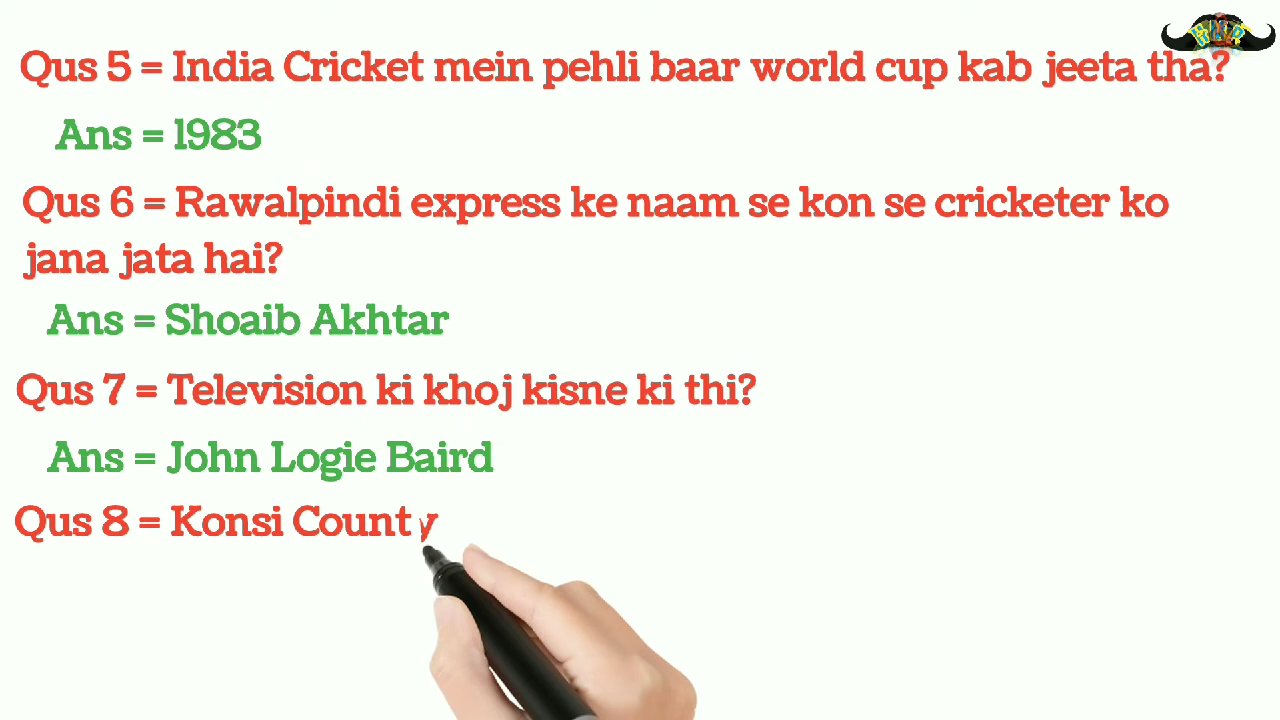 Qus 5 = India Cricket mein pehli baar world cup kab jeeta tha?
Ans = 1983
Qus 6 = Rawalpindi express ke naam se kon se cricketer ko
jana jata hai?
Ans = Shoaib Akhtar
Qus 7 = Television ki khoj kisne ki thi?
Ans = John Logie Baird
Qus 8 = Konsi County